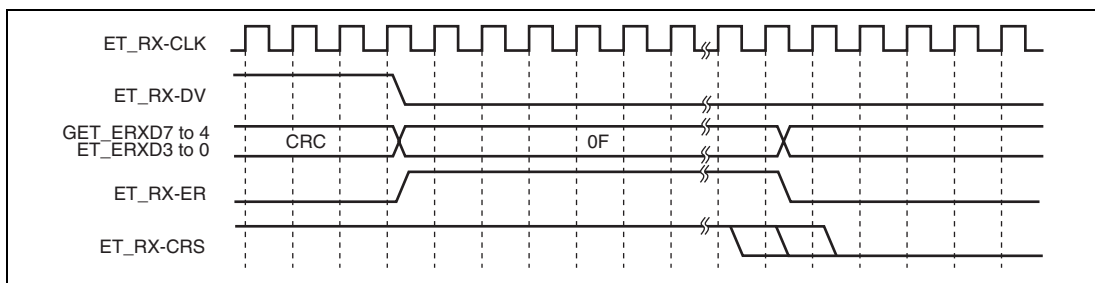 ET_RX-CLK
ET_RX-DV
GET_ERXD7 to 4
ET_ERXD3 to 0
CRC
0F
ET_RX-ER
ET_RX-CRS